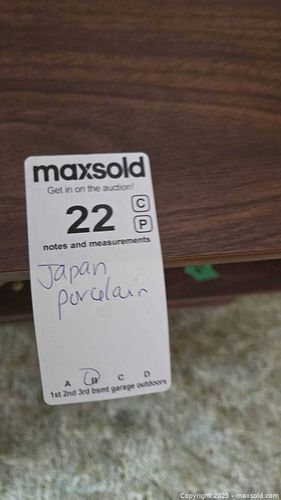 maxsold
Get in on the auction!
22
C
P
notes and measurements
Japan
porcelain
A B C D
1st 2nd 3rd bsmt garage outdoors
Copyright © 2025 - maxsold.com